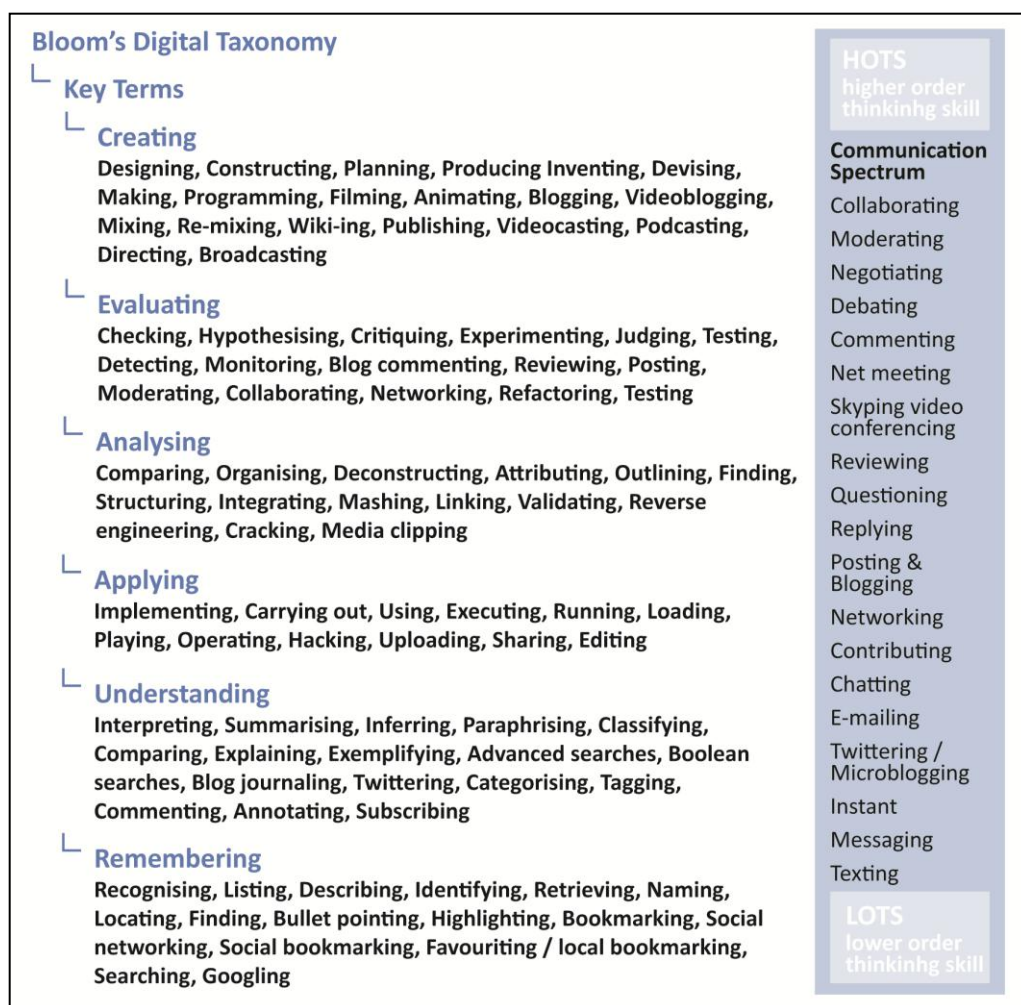 Bloom's Digital Taxonomy
Key Terms
Creating
Designing, Constructing, Planning, Producing Inventing, Devising,
Making, Programming, Filming, Animating, Blogging, Videoblogging,
Mixing, Re-mixing, Wiki-ing, Publishing, Videocasting, Podcasting,
Directing, Broadcasting
Evaluating
Checking, Hypothesising, Critiquing, Experimenting, Judging, Testing,
Detecting, Monitoring, Blog commenting, Reviewing, Posting,
Moderating, Collaborating, Networking, Refactoring, Testing
Analysing
Comparing, Organising, Deconstructing, Attributing, Outlining, Finding,
Structuring, Integrating, Mashing, Linking, Validating, Reverse
engineering, Cracking, Media clipping
Applying
Implementing, Carrying out, Using, Executing, Running, Loading,
Playing, Operating, Hacking, Uploading, Sharing, Editing
Understanding
Interpreting, Summarising, Inferring, Paraphrising, Classifying,
Comparing, Explaining, Exemplifying, Advanced searches, Boolean
searches, Blog journaling, Twittering, Categorising, Tagging,
Commenting, Annotating, Subscribing
Remembering
Recognising, Listing, Describing, Identifying, Retrieving, Naming,
Locating, Finding, Bullet pointing, Highlighting, Bookmarking, Social
networking, Social bookmarking, Favouriting / local bookmarking,
Searching, Googling
HOTS
higher order
thinkinhg skill
Communication
Spectrum
Collaborating
Moderating
Negotiating
Debating
Commenting
Net meeting
Skyping video
conferencing
Reviewing
Questioning
Replying
Posting &
Blogging
Networking
Contributing
Chatting
E-mailing
Twittering /
Microblogging
Instant
Messaging
Texting
LOTS
lower order
thinkinhg skill